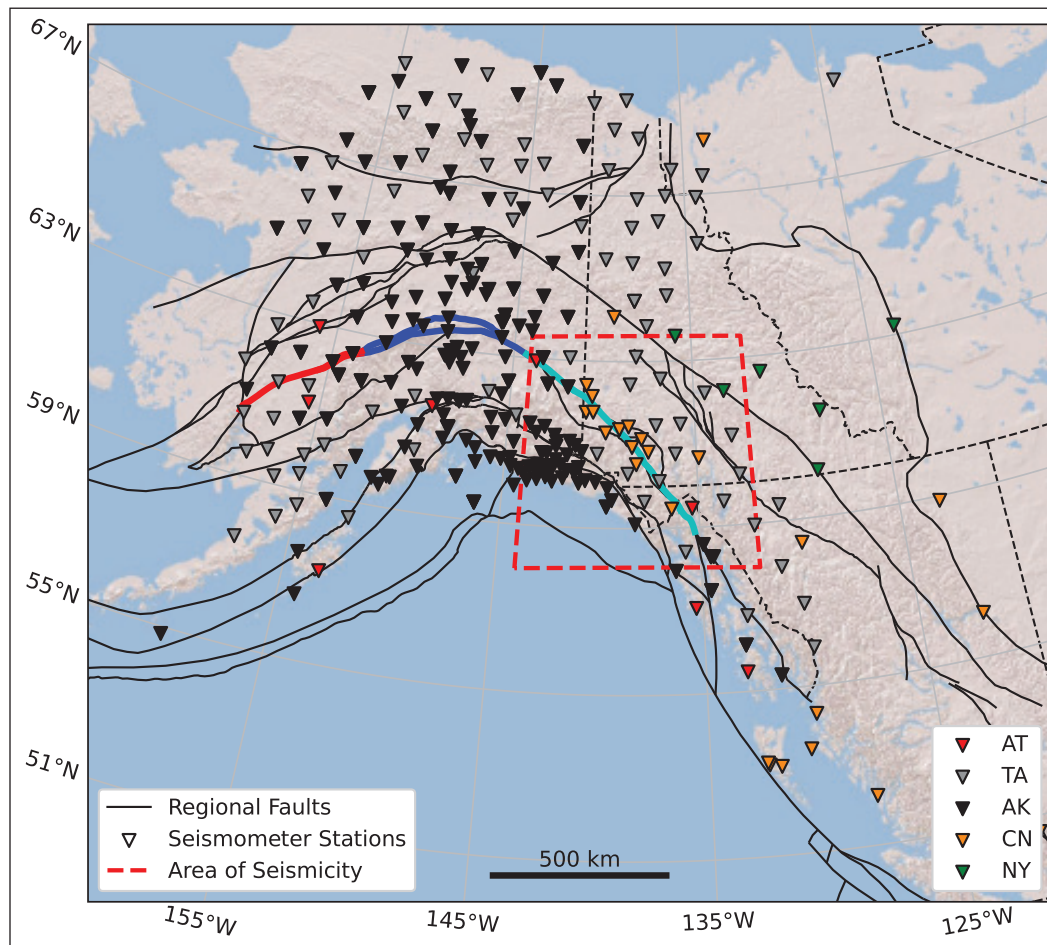 67°N
63°N
59°N
55°N
51°N
AT
TA
AK
CN
NY
Regional Faults
Seismometer Stations
Area of Seismicity
500 km
155°W
145°W
135°W
125°W